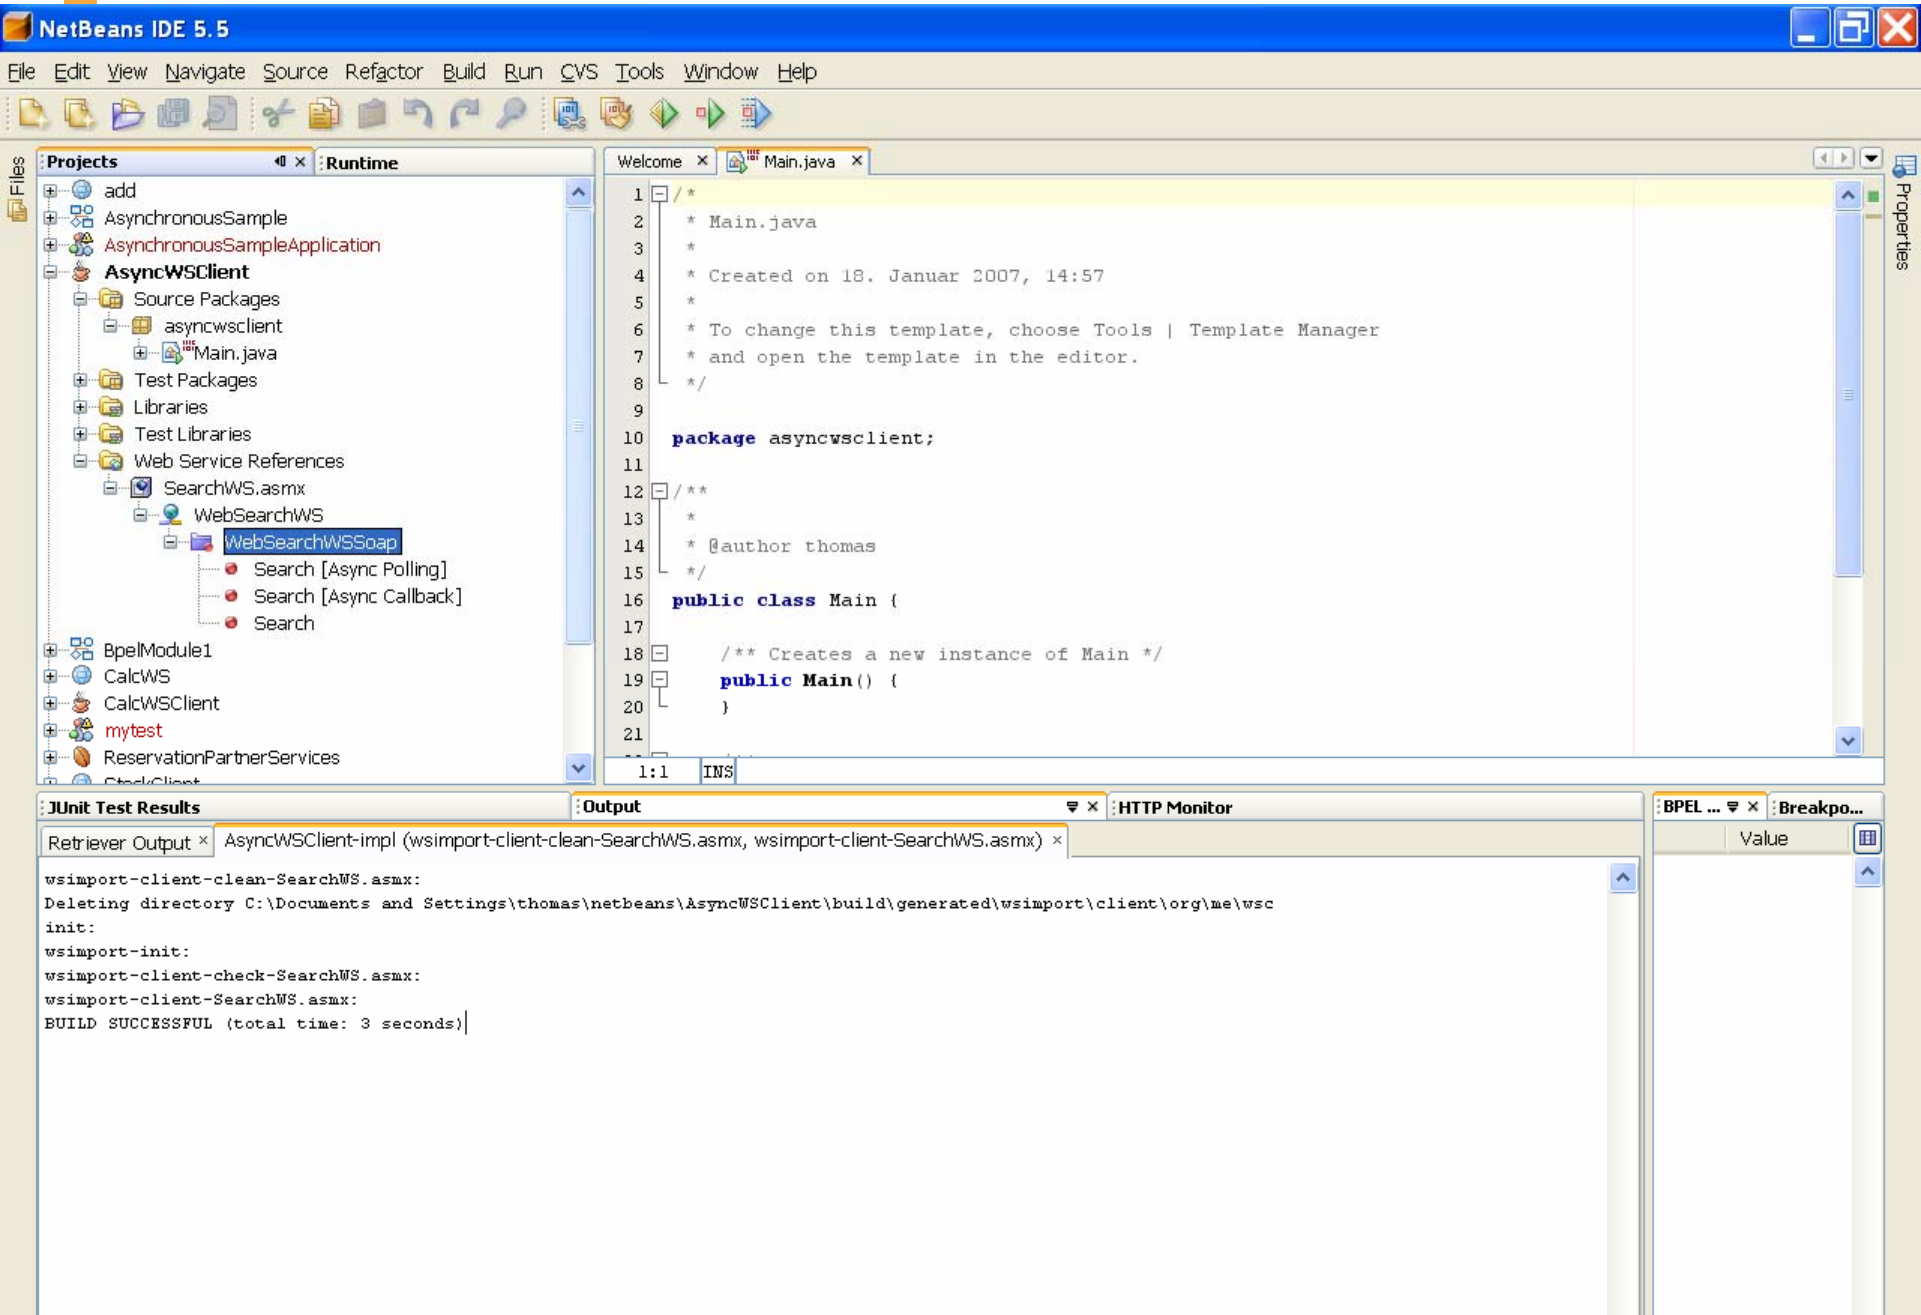 NetBeans IDE 5.5
File Edit View Navigate Source Refactor Build Run CVS Tools Window Help
Files
Projects
Runtime
add
AsynchronousSample
AsynchronousSampleApplication
AsyncWSClient
Source Packages
asyncwsclient
Main.java
Test Packages
Libraries
Test Libraries
Web Service References
SearchWS.asmx
WebSearchWS
WebSearchWSSoap
Search [Async Polling]
Search [Async Callback]
Search
BpelModule1
CalcWS
CalcWSClient
mytest
ReservationPartnerServices
StockClient
Welcome
Main.java
1 /*
2 * Main.java
3 *
4 * Created on 18. Januar 2007, 14:57
5 *
6 * To change this template, choose Tools | Template Manager
7 * and open the template in the editor.
8 */
9
10 package asyncwsclient;
11
12 /**
13 *
14 * @author thomas
15 */
16 public class Main {
17
18 /** Creates a new instance of Main */
19 public Main() {
20 }
21
1:1 INS
Properties
JUnit Test Results
Output
HTTP Monitor
Retriever Output
AsyncWSClient-impl (wsimport-client-clean-SearchWS.asmx, wsimport-client-SearchWS.asmx)
wsimport-client-clean-SearchWS.asmx:
Deleting directory C:\Documents and Settings\thomas\netbeans\AsyncWSClient\build\generated\wsimport\client\org\me\wsc
init:
wsimport-init:
wsimport-client-check-SearchWS.asmx:
wsimport-client-SearchWS.asmx:
BUILD SUCCESSFUL (total time: 3 seconds)
BPEL ...
Breakpo...
Value